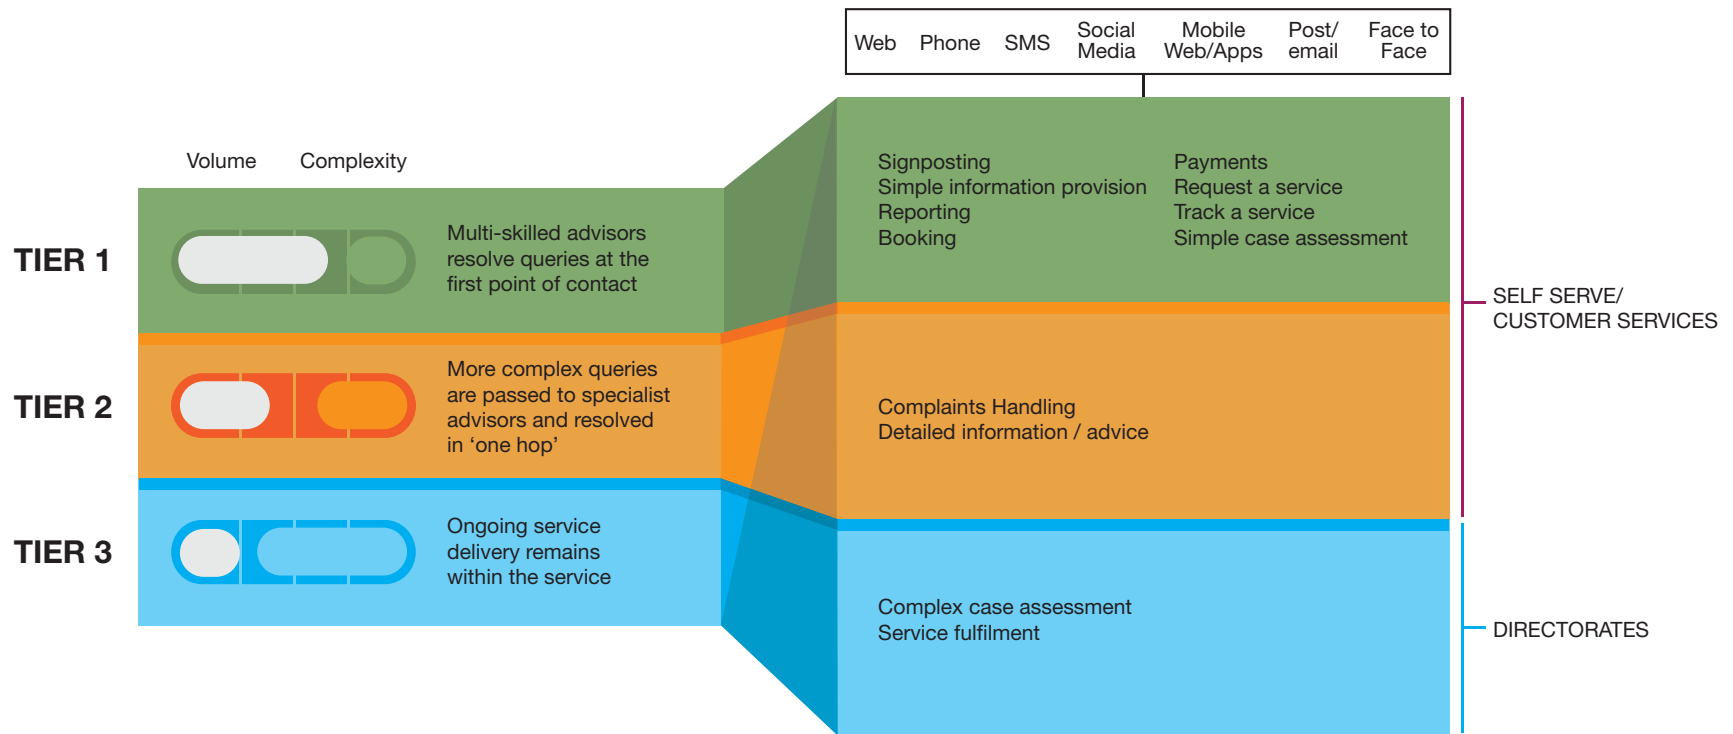 Web Phone SMS Social Media Mobile Web/Apps Post/email Face to Face
Volume Complexity
TIER 1
Multi-skilled advisors
resolve queries at the
first point of contact
Signposting
Simple information provision
Reporting
Booking
Payments
Request a service
Track a service
Simple case assessment
SELF SERVE/
CUSTOMER SERVICES
TIER 2
More complex queries
are passed to specialist
advisors and resolved
in ‘one hop’
Complaints Handling
Detailed information / advice
TIER 3
Ongoing service
delivery remains
within the service
Complex case assessment
Service fulfilment
DIRECTORATES